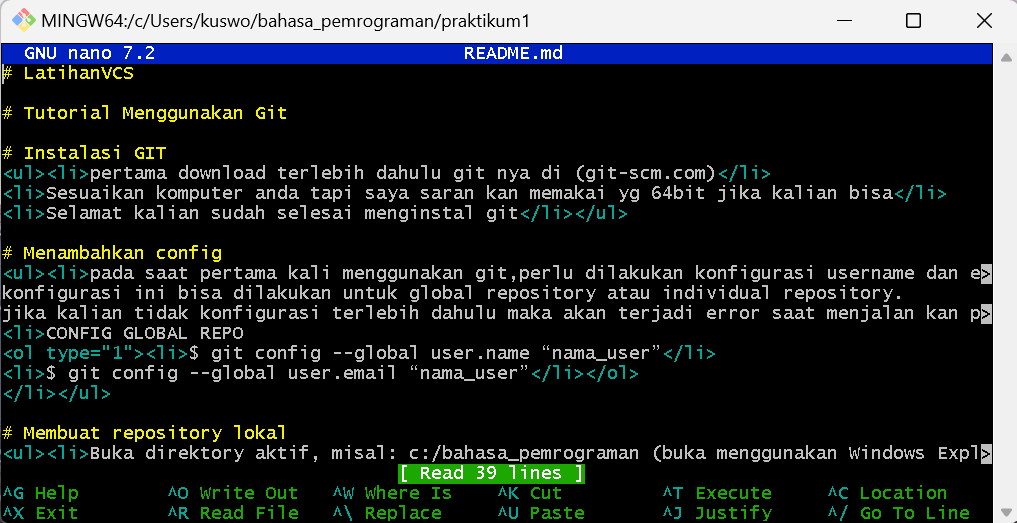 MINGW64:/c/Users/kuswo/bahasa_pemrograman/praktikum1
GNU nano 7.2 README.md
# LatihanVCS
# Tutorial Menggunakan Git
# Instalasi GIT
<ul><li>pertama download terlebih dahulu git nya di (git-scm.com)</li>
<li>Sesuaikan komputer anda tapi saya saran kan memakai yg 64bit jika kalian bisa</li>
<li>Selamat kalian sudah selesai menginstal git</li></ul>
# Menambahkan config
<ul><li>pada saat pertama kali menggunakan git,perlu dilakukan konfigurasi username dan e>
konfigurasi ini bisa dilakukan untuk global repository atau individual repository.
jika kalian tidak konfigurasi terlebih dahulu maka akan terjadi error saat menjalan kan p>
<li>CONFIG GLOBAL REPO
<ol type="1"><li>$ git config --global user.name “nama_user”</li>
<li>$ git config --global user.email “nama_user”</li></ol>
</li></ul>
# Membuat repository lokal
<ul><li>Buka direktory aktif, misal: c:/bahasa_pemrograman (buka menggunakan Windows Expl>
[ Read 39 lines ]
^G Help ^O Write Out ^W Where Is ^K Cut ^T Execute ^C Location
^X Exit ^R Read File ^\ Replace ^U Paste ^J Justify ^/ Go To Line